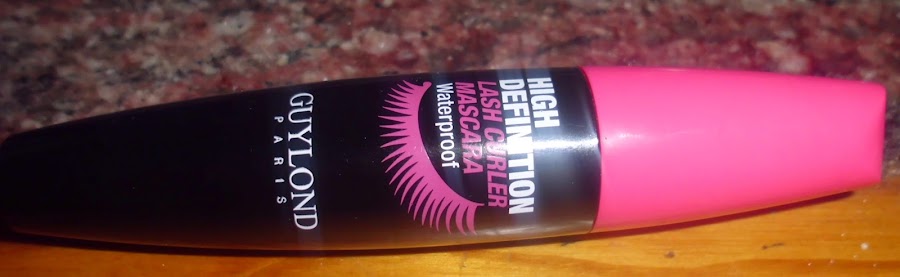 HIGH
DEFINITION
LASH CURLER
MASCARA
Waterproof
GUYLOND
PARIS